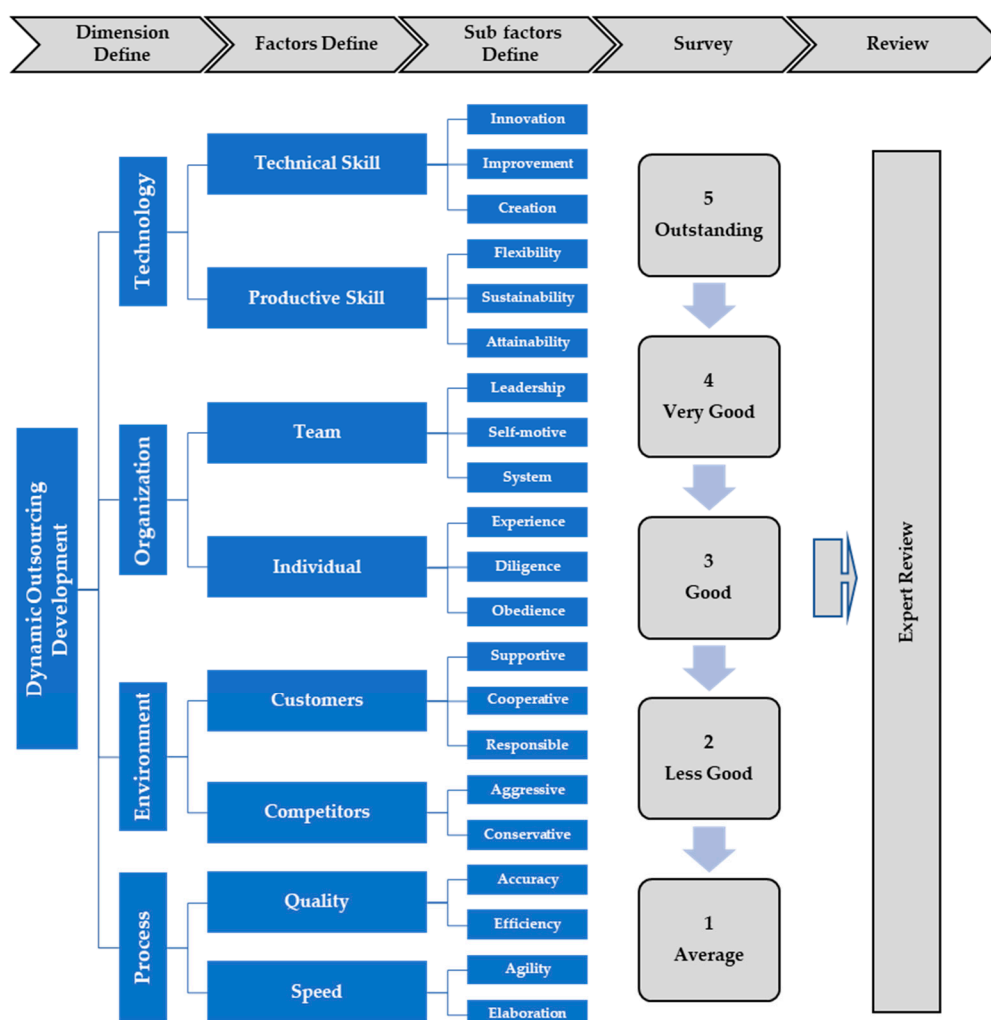 Dimension
Define
Factors Define
Sub factors
Define
Survey
Review
Dynamic Outsourcing
Development
Technology
Technical Skill
Innovation
Improvement
Creation
Productive Skill
Flexibility
Sustainability
Attainability
Organization
Team
Leadership
Self-motive
System
Individual
Experience
Diligence
Obedience
Environment
Customers
Supportive
Cooperative
Responsible
Competitors
Aggressive
Conservative
Process
Quality
Accuracy
Efficiency
Speed
Agility
Elaboration
5
Outstanding
4
Very Good
3
Good
2
Less Good
1
Average
Expert Review